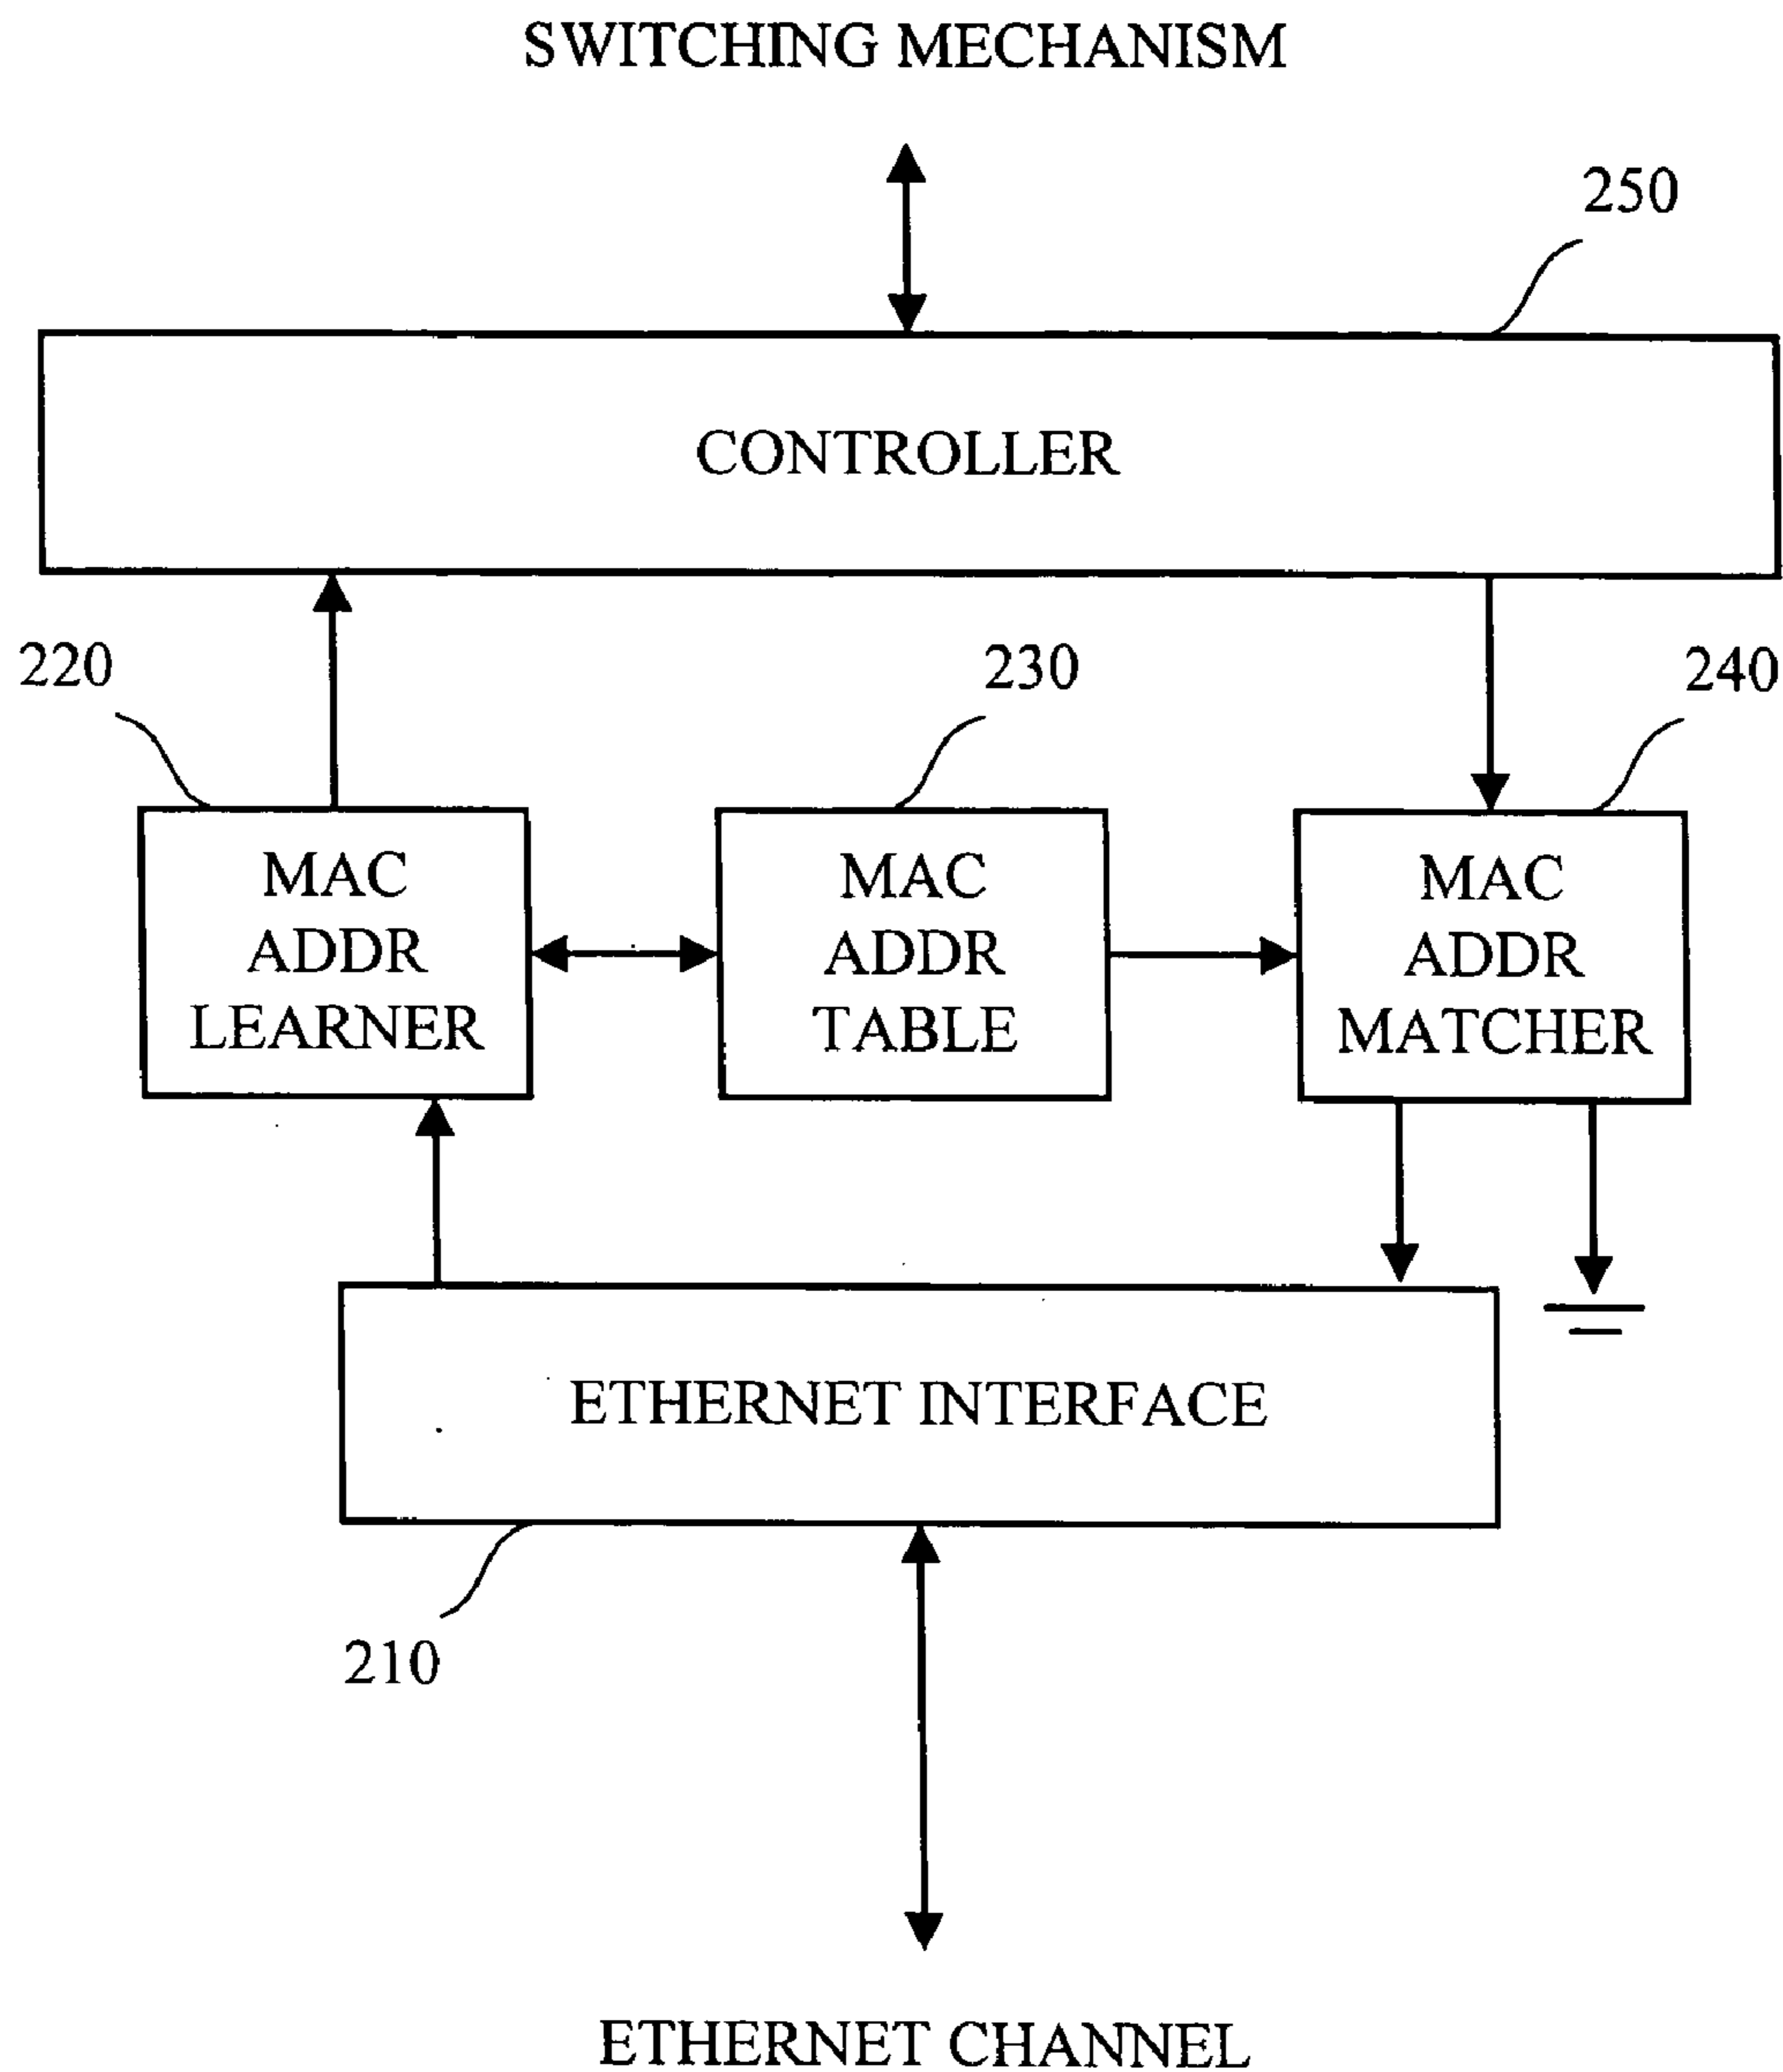 SWITCHING MECHANISM
250
CONTROLLER
220
230
240
MAC
ADDR
LEARNER
MAC
ADDR
TABLE
MAC
ADDR
MATCHER
ETHERNET INTERFACE
210
ETHERNET CHANNEL